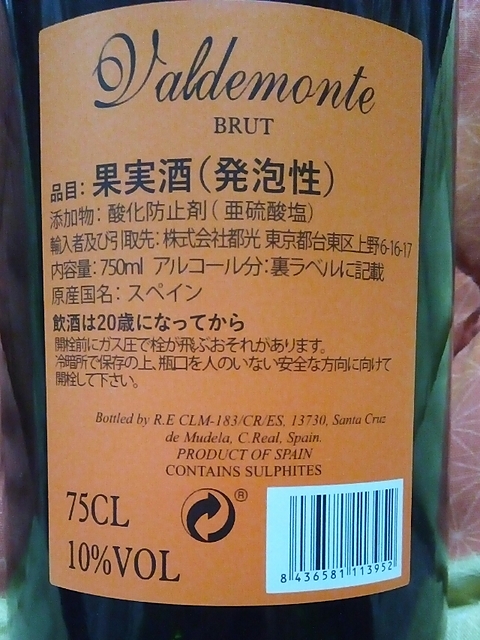 Valdemonte
BRUT
品目: 果実酒(発泡性)
添加物: 酸化防止剤(亜硫酸塩)
輸入者及び引取先: 株式会社都光 東京都台東区上野6-16-17
内容量: 750ml アルコール分: 裏ラベルに記載
原産国名: スペイン
飲酒は20歳になってから
開栓前にガス圧で栓が飛ぶおそれがあります。
冷暗所で保存の上、瓶口を人のいない安全な方向に向けて
開栓して下さい。
Bottled by R.E CLM-183/CR/ES, 13730, Santa Cruz
de Mudela, C.Real, Spain.
PRODUCT OF SPAIN
CONTAINS SULPHITES
75CL
10%VOL
®
8 436581 113952